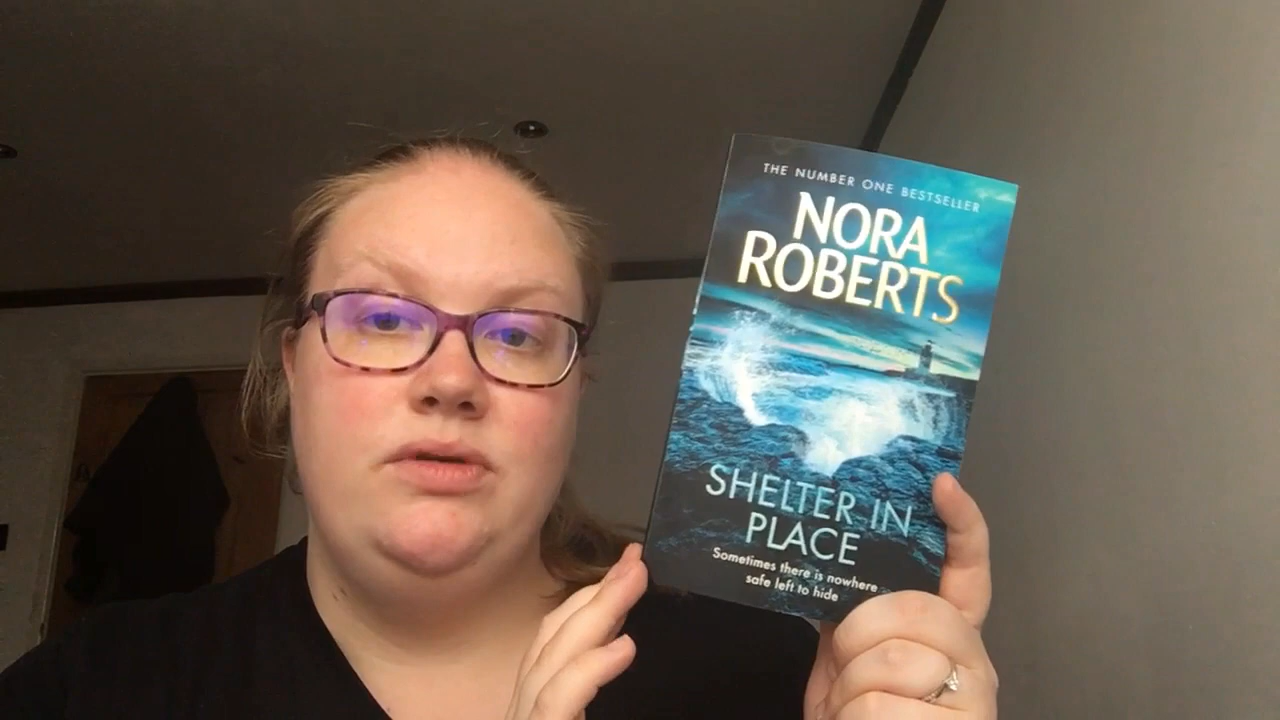 THE NUMBER ONE BESTSELLER
NORA
ROBERTS
SHELTER IN
PLACE
Sometimes there is nowhere
safe left to hide